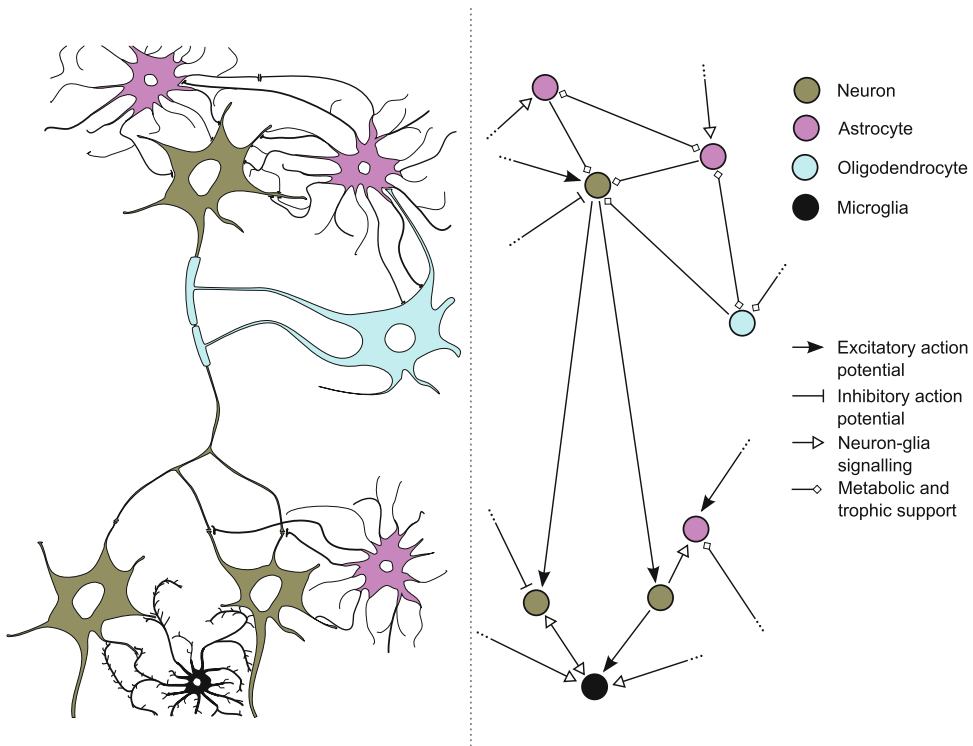 Neuron
Astrocyte
Oligodendrocyte
Microglia
Excitatory action
potential
Inhibitory action
potential
Neuron-glia
signalling
Metabolic and
trophic support